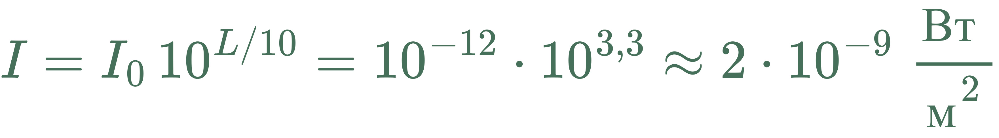 I = I₀ 10^{L/10} = 10^{−12} · 10^{3,3} ≈ 2 · 10^{−9} Вт/м²